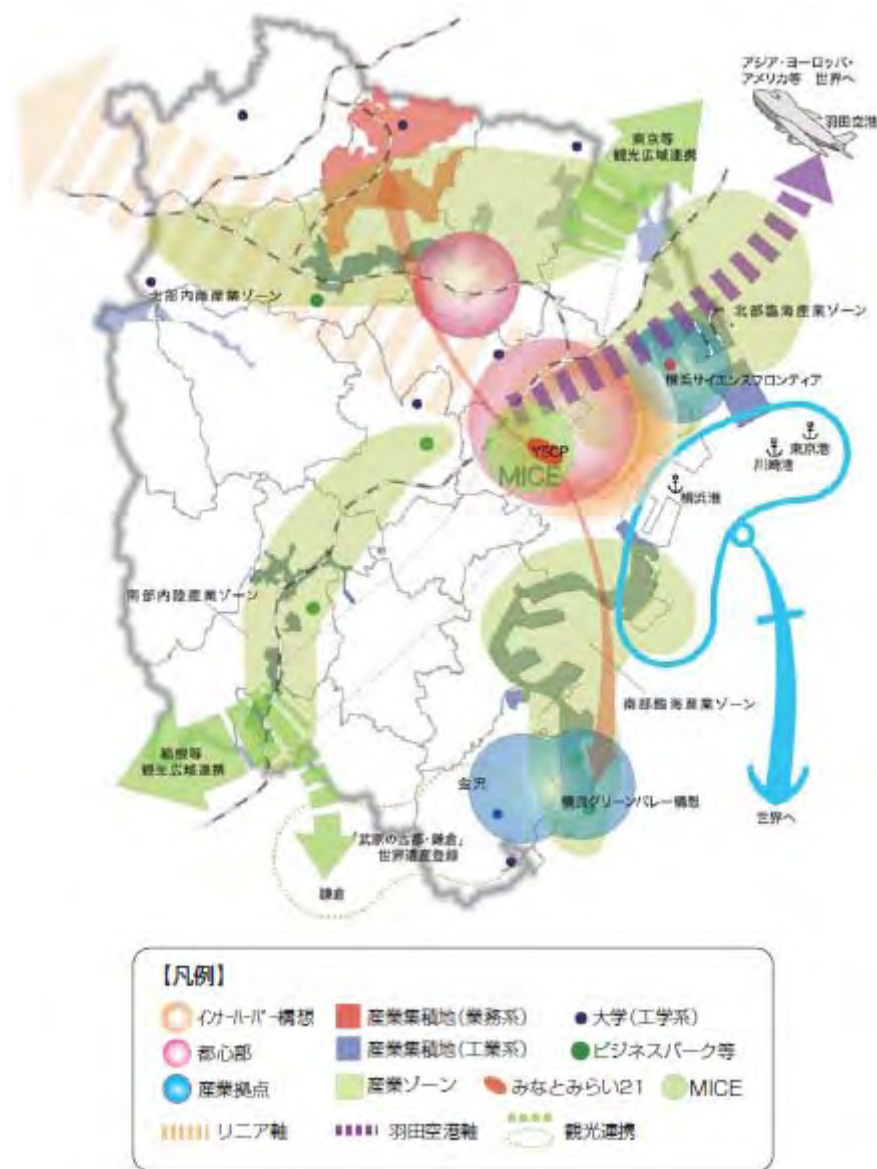 アジア・ヨーロッパ・
アメリカ等 世界へ
羽田空港
東京等
観光広域連携
北部内陸産業ゾーン
北部臨海産業ゾーン
横浜サイエンスフロンティア
YSCP
MICE
東京港
川崎港
横浜港
南部内陸産業ゾーン
南部臨海産業ゾーン
箱根等
観光広域連携
金沢
横浜グリーンバレー構想
世界へ
「武家の古都・鎌倉」
世界遺産登録
鎌倉
【凡例】
インナーハーバー構想 産業集積地(業務系) 大学(工学系)
都心部 産業集積地(工業系) ビジネスパーク等
産業拠点 産業ゾーン みなとみらい21 MICE
リニア軸 羽田空港軸 観光連携